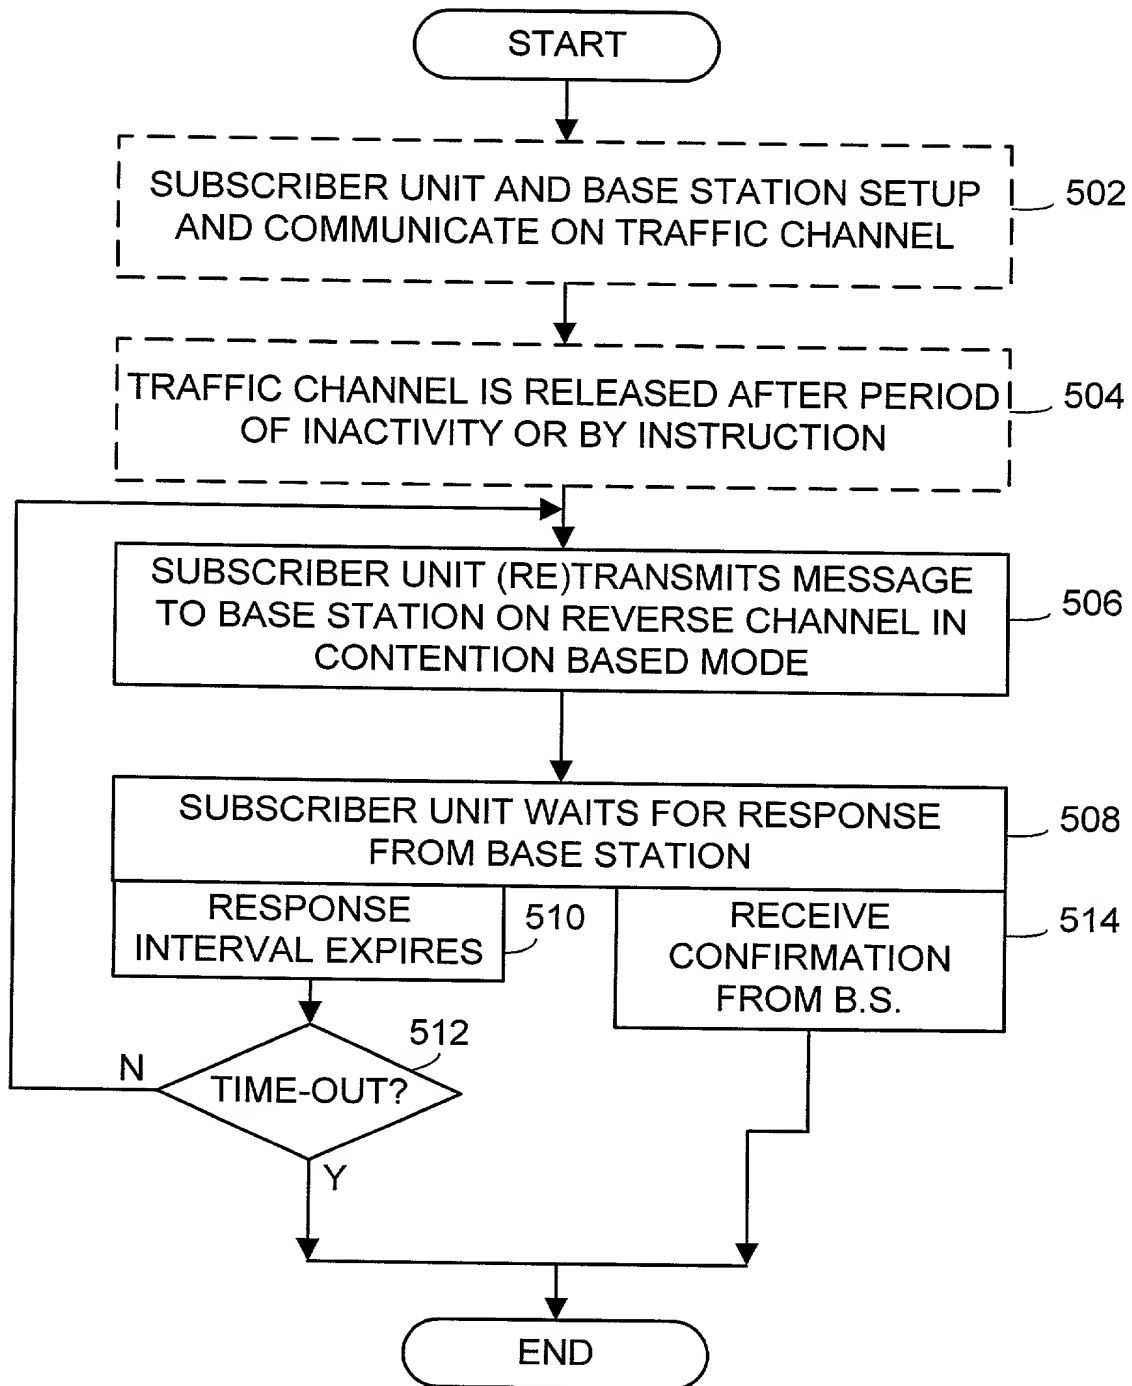 START
SUBSCRIBER UNIT AND BASE STATION SETUP
AND COMMUNICATE ON TRAFFIC CHANNEL
502
TRAFFIC CHANNEL IS RELEASED AFTER PERIOD
OF INACTIVITY OR BY INSTRUCTION
504
SUBSCRIBER UNIT (RE)TRANSMITS MESSAGE
TO BASE STATION ON REVERSE CHANNEL IN
CONTENTION BASED MODE
506
SUBSCRIBER UNIT WAITS FOR RESPONSE
FROM BASE STATION
508
RESPONSE
INTERVAL EXPIRES
510
RECEIVE
CONFIRMATION
FROM B.S.
514
512
TIME-OUT?
N
Y
END